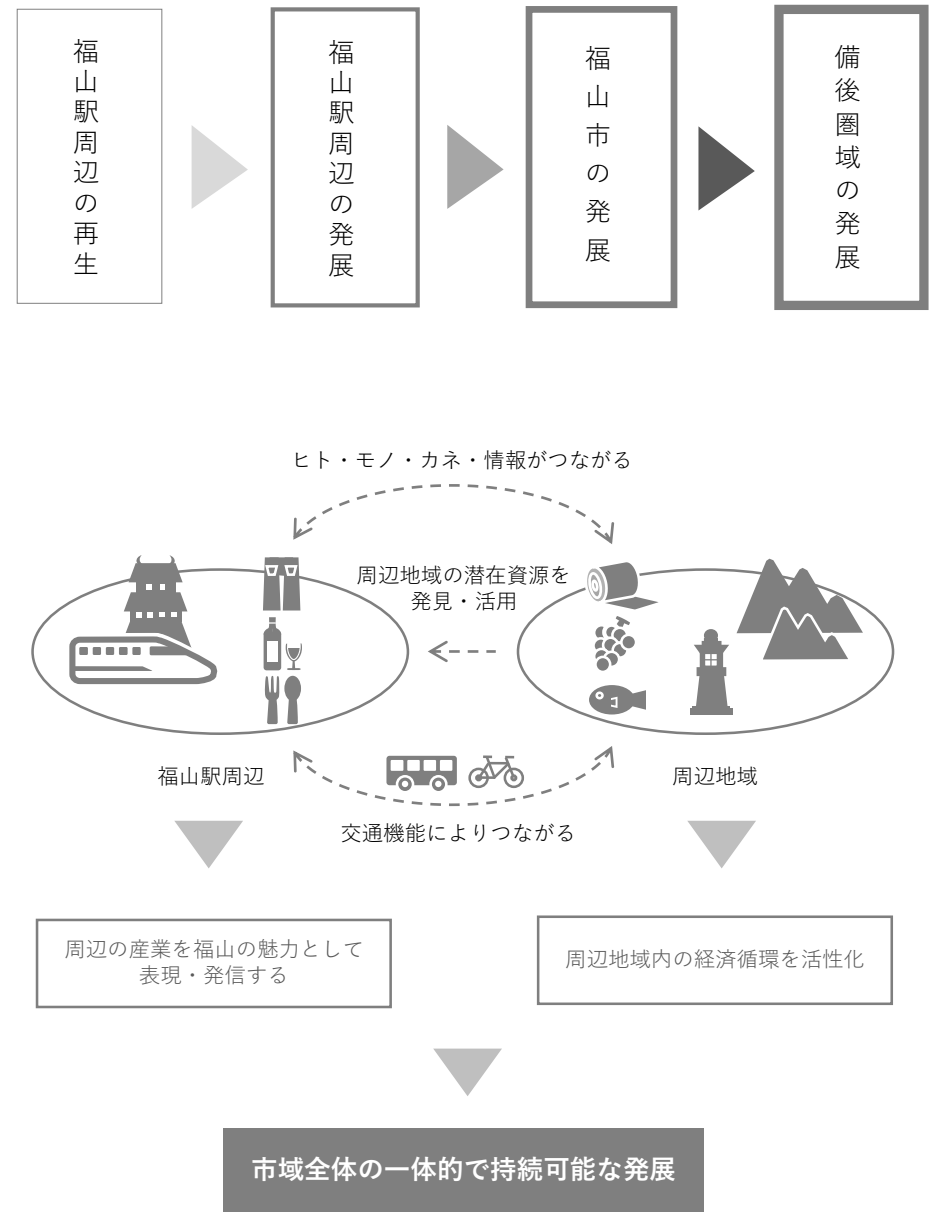 福山駅周辺の再生
福山駅周辺の発展
福山市の発展
備後圏域の発展
ヒト・モノ・カネ・情報がつながる
周辺地域の潜在資源を
発見・活用
福山駅周辺
周辺地域
交通機能によりつながる
周辺の産業を福山の魅力として
表現・発信する
周辺地域内の経済循環を活性化
市域全体の一体的で持続可能な発展